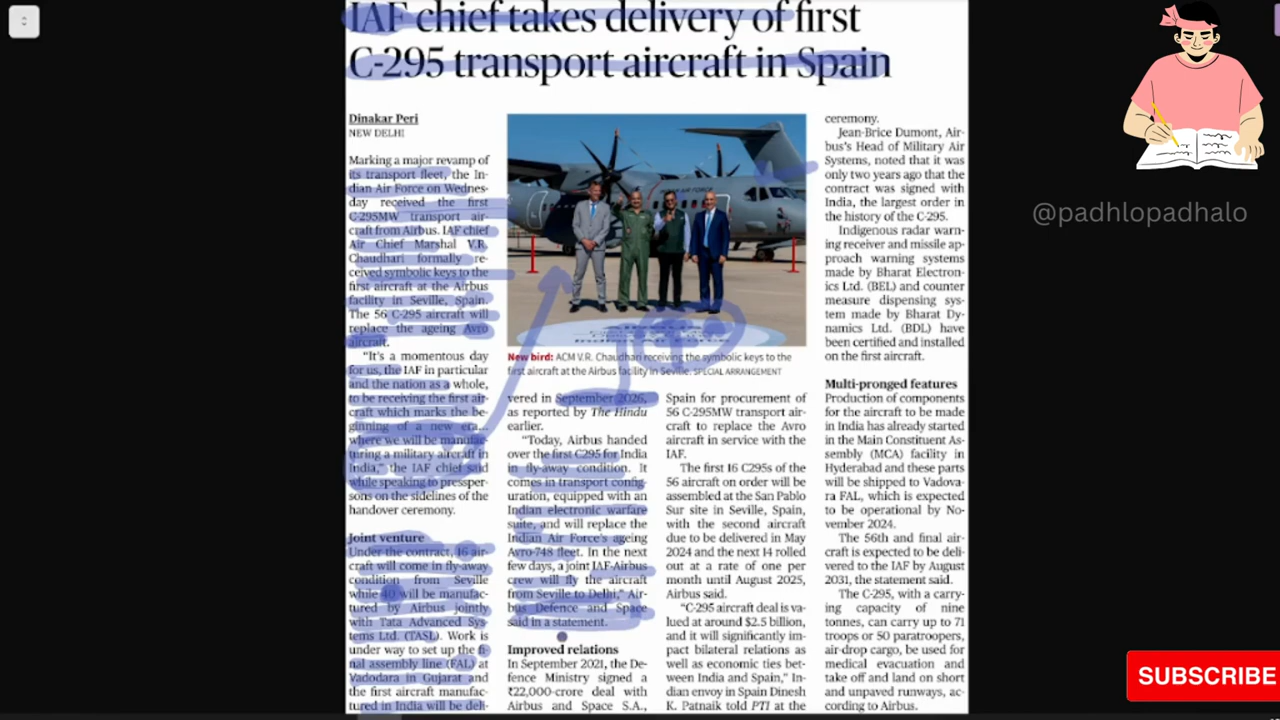 IAF chief takes delivery of first
C-295 transport aircraft in Spain
Dinakar Peri
NEW DELHI
Marking a major revamp of
its transport fleet, the In-
dian Air Force on Wednes-
day received the first
C-295MW transport air-
craft from Airbus. IAF chief
Air Chief Marshal V.R.
Chaudhari formally re-
ceived symbolic keys to the
first aircraft at the Airbus
facility in Seville, Spain.
The 56 C-295 aircraft will
replace the ageing Avro
aircraft.
“It’s a momentous day
for us, the IAF in particular
and the nation as a whole,
to be receiving the first air-
craft which marks the be-
ginning of a new era...
where we will be manufac-
turing a military aircraft in
India,” the IAF chief said
while speaking to pressper-
sons on the sidelines of the
handover ceremony.
Joint venture
Under the contract, 16 air-
craft will come in fly-away
condition from Seville
while 40 will be manufac-
tured by Airbus jointly
with Tata Advanced Sys-
tems Ltd. (TASL). Work is
under way to set up the fi-
nal assembly line (FAL) at
Vadodara in Gujarat and
the first aircraft manufac-
tured in India will be deli-
AIR FORCE
AIRBUS
Indian Air Force
New bird: ACM V.R. Chaudhari receiving the symbolic keys to the
first aircraft at the Airbus facility in Seville. SPECIAL ARRANGEMENT
vered in September 2026,
as reported by The Hindu
earlier.
“Today, Airbus handed
over the first C295 for India
in fly-away condition. It
comes in transport config-
uration, equipped with an
Indian electronic warfare
suite, and will replace the
Indian Air Force’s ageing
Avro-748 fleet. In the next
few days, a joint IAF-Airbus
crew will fly the aircraft
from Seville to Delhi,” Air-
bus Defence and Space
said in a statement.
Improved relations
In September 2021, the De-
fence Ministry signed a
₹22,000-crore deal with
Airbus and Space S.A.,
Spain for procurement of
56 C-295MW transport air-
craft to replace the Avro
aircraft in service with the
IAF.
The first 16 C295s of the
56 aircraft on order will be
assembled at the San Pablo
Sur site in Seville, Spain,
with the second aircraft
due to be delivered in May
2024 and the next 14 rolled
out at a rate of one per
month until August 2025,
Airbus said.
“C-295 aircraft deal is va-
lued at around $2.5 billion,
and it will significantly im-
pact bilateral relations as
well as economic ties bet-
ween India and Spain,” In-
dian envoy in Spain Dinesh
K. Patnaik told PTI at the
ceremony.
Jean-Brice Dumont, Air-
bus’s Head of Military Air
Systems, noted that it was
only two years ago that the
contract was signed with
India, the largest order in
the history of the C-295.
Indigenous radar warn-
ing receiver and missile ap-
proach warning systems
made by Bharat Electron-
ics Ltd. (BEL) and counter
measure dispensing sys-
tem made by Bharat Dy-
namics Ltd. (BDL) have
been certified and installed
on the first aircraft.
Multi-pronged features
Production of components
for the aircraft to be made
in India has already started
in the Main Constituent As-
sembly (MCA) facility in
Hyderabad and these parts
will be shipped to Vadova-
ra FAL, which is expected
to be operational by No-
vember 2024.
The 56th and final air-
craft is expected to be deli-
vered to the IAF by August
2031, the statement said.
The C-295, with a carry-
ing capacity of nine
tonnes, can carry up to 71
troops or 50 paratroopers,
air-drop cargo, be used for
medical evacuation and
take off and land on short
and unpaved runways, ac-
cording to Airbus.
@padhlopadhalo
SUBSCRIBE